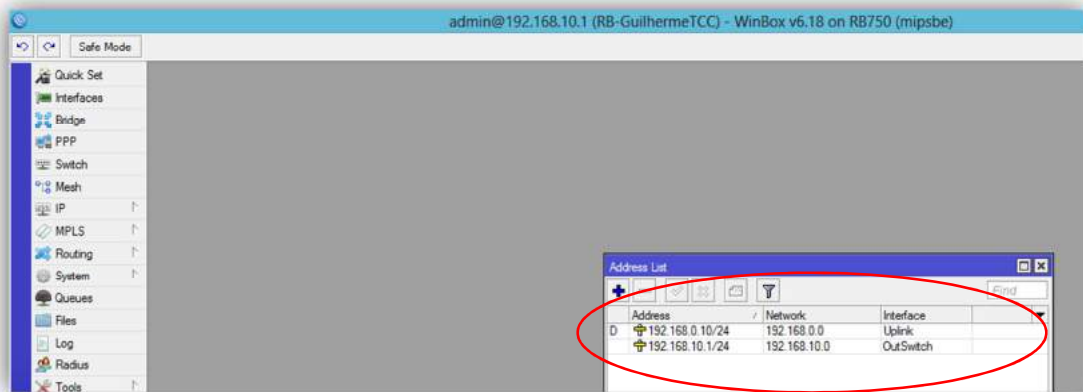 admin@192.168.10.1 (RB-GuilhermeTCC) - WinBox v6.18 on RB750 (mipsbe)
Safe Mode
Quick Set
Interfaces
Bridge
PPP
Switch
Mesh
IP
MPLS
Routing
System
Queues
Files
Log
Radius
Tools
Address List
Find
Address / Network Interface
D 192.168.0.10/24 192.168.0.0 Uplink
192.168.10.1/24 192.168.10.0 OutSwitch